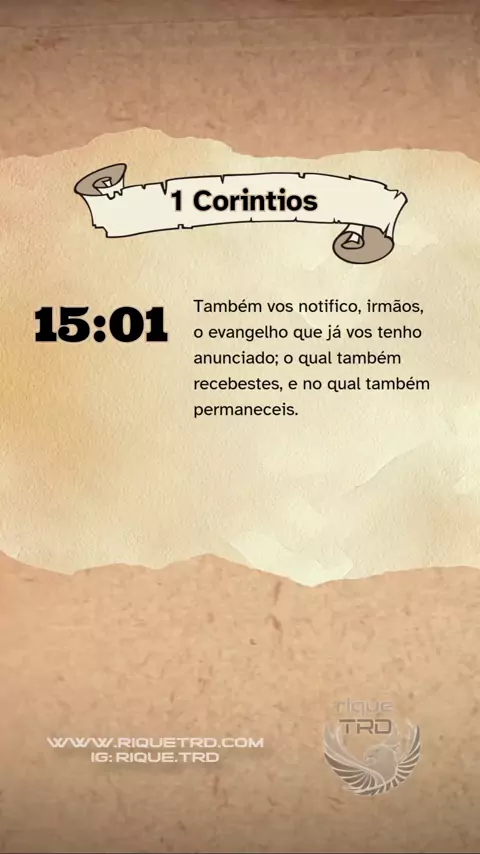 1 Corintios
15:01
Também vos notifico, irmãos,
o evangelho que já vos tenho
anunciado; o qual também
recebestes, e no qual também
permaneceis.
rique
TRD
WWW.RIQUETRD.COM
IG: RIQUE.TRD